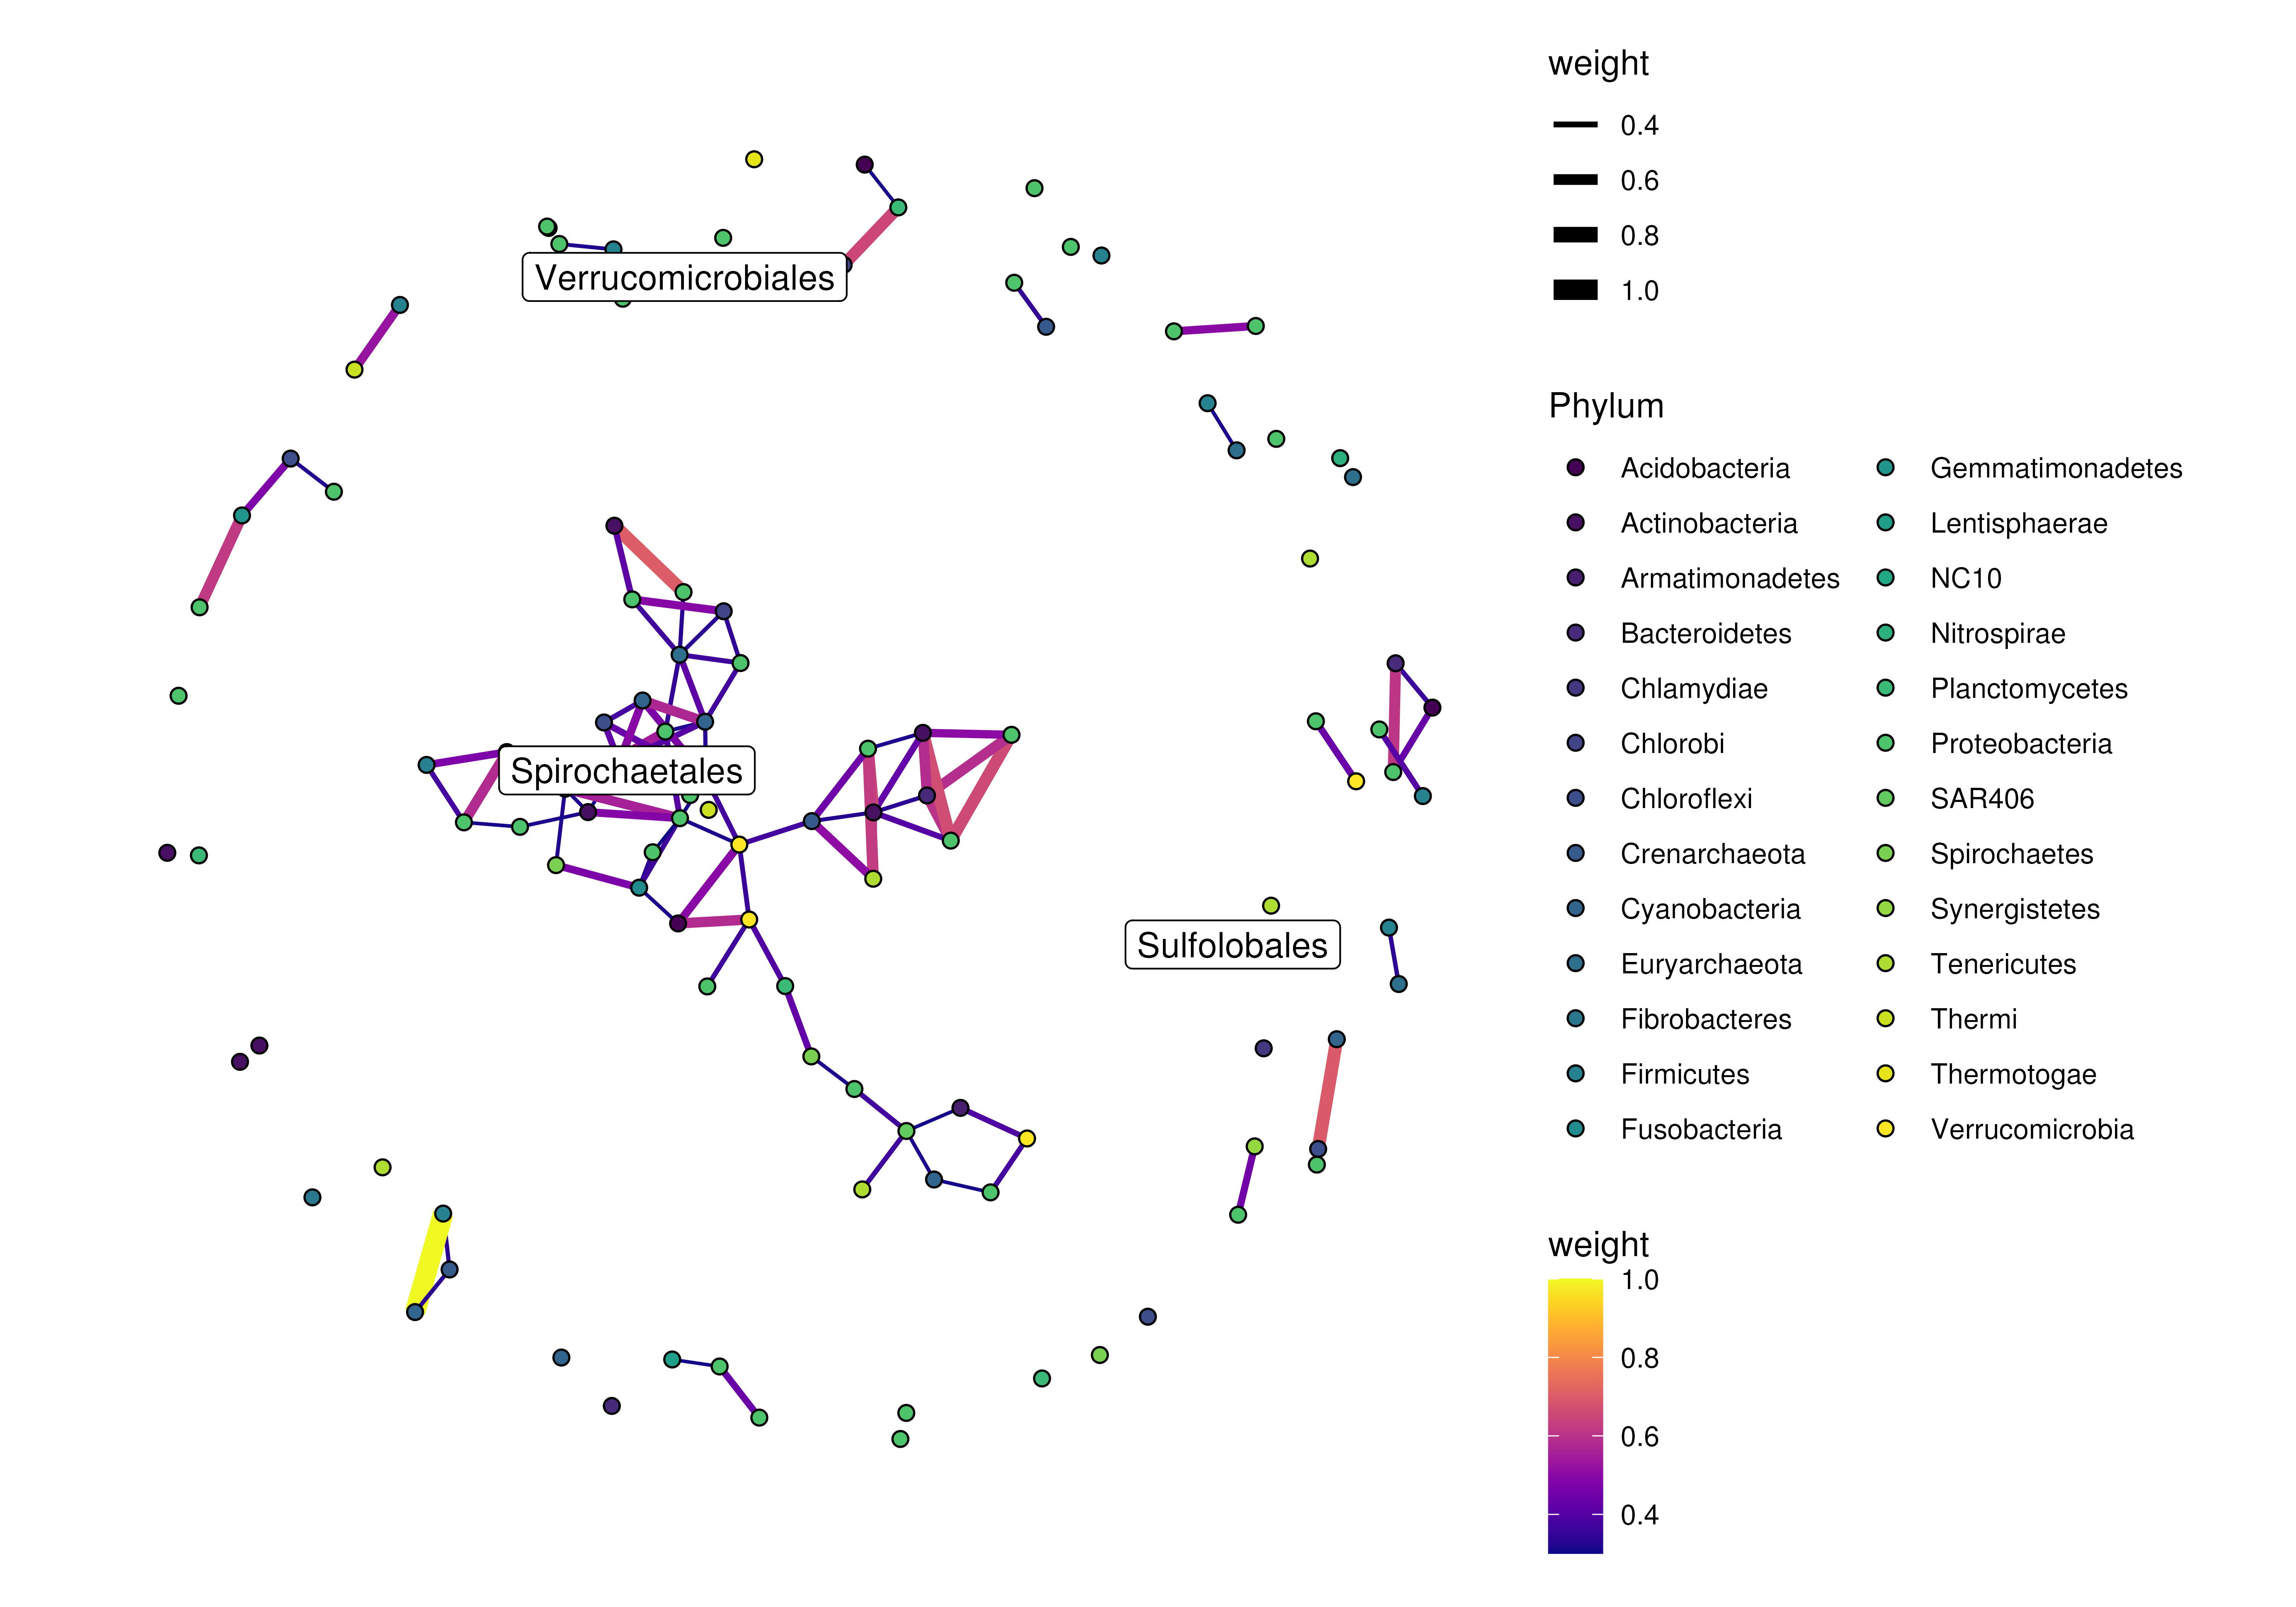 Verrucomicrobiales
Spirochaetales
Sulfolobales
weight
0.4
0.6
0.8
1.0
Phylum
Acidobacteria
Actinobacteria
Armatimonadetes
Bacteroidetes
Chlamydiae
Chlorobi
Chloroflexi
Crenarchaeota
Cyanobacteria
Euryarchaeota
Fibrobacteres
Firmicutes
Fusobacteria
Gemmatimonadetes
Lentisphaerae
NC10
Nitrospirae
Planctomycetes
Proteobacteria
SAR406
Spirochaetes
Synergistetes
Tenericutes
Thermi
Thermotogae
Verrucomicrobia
weight
1.0
0.8
0.6
0.4